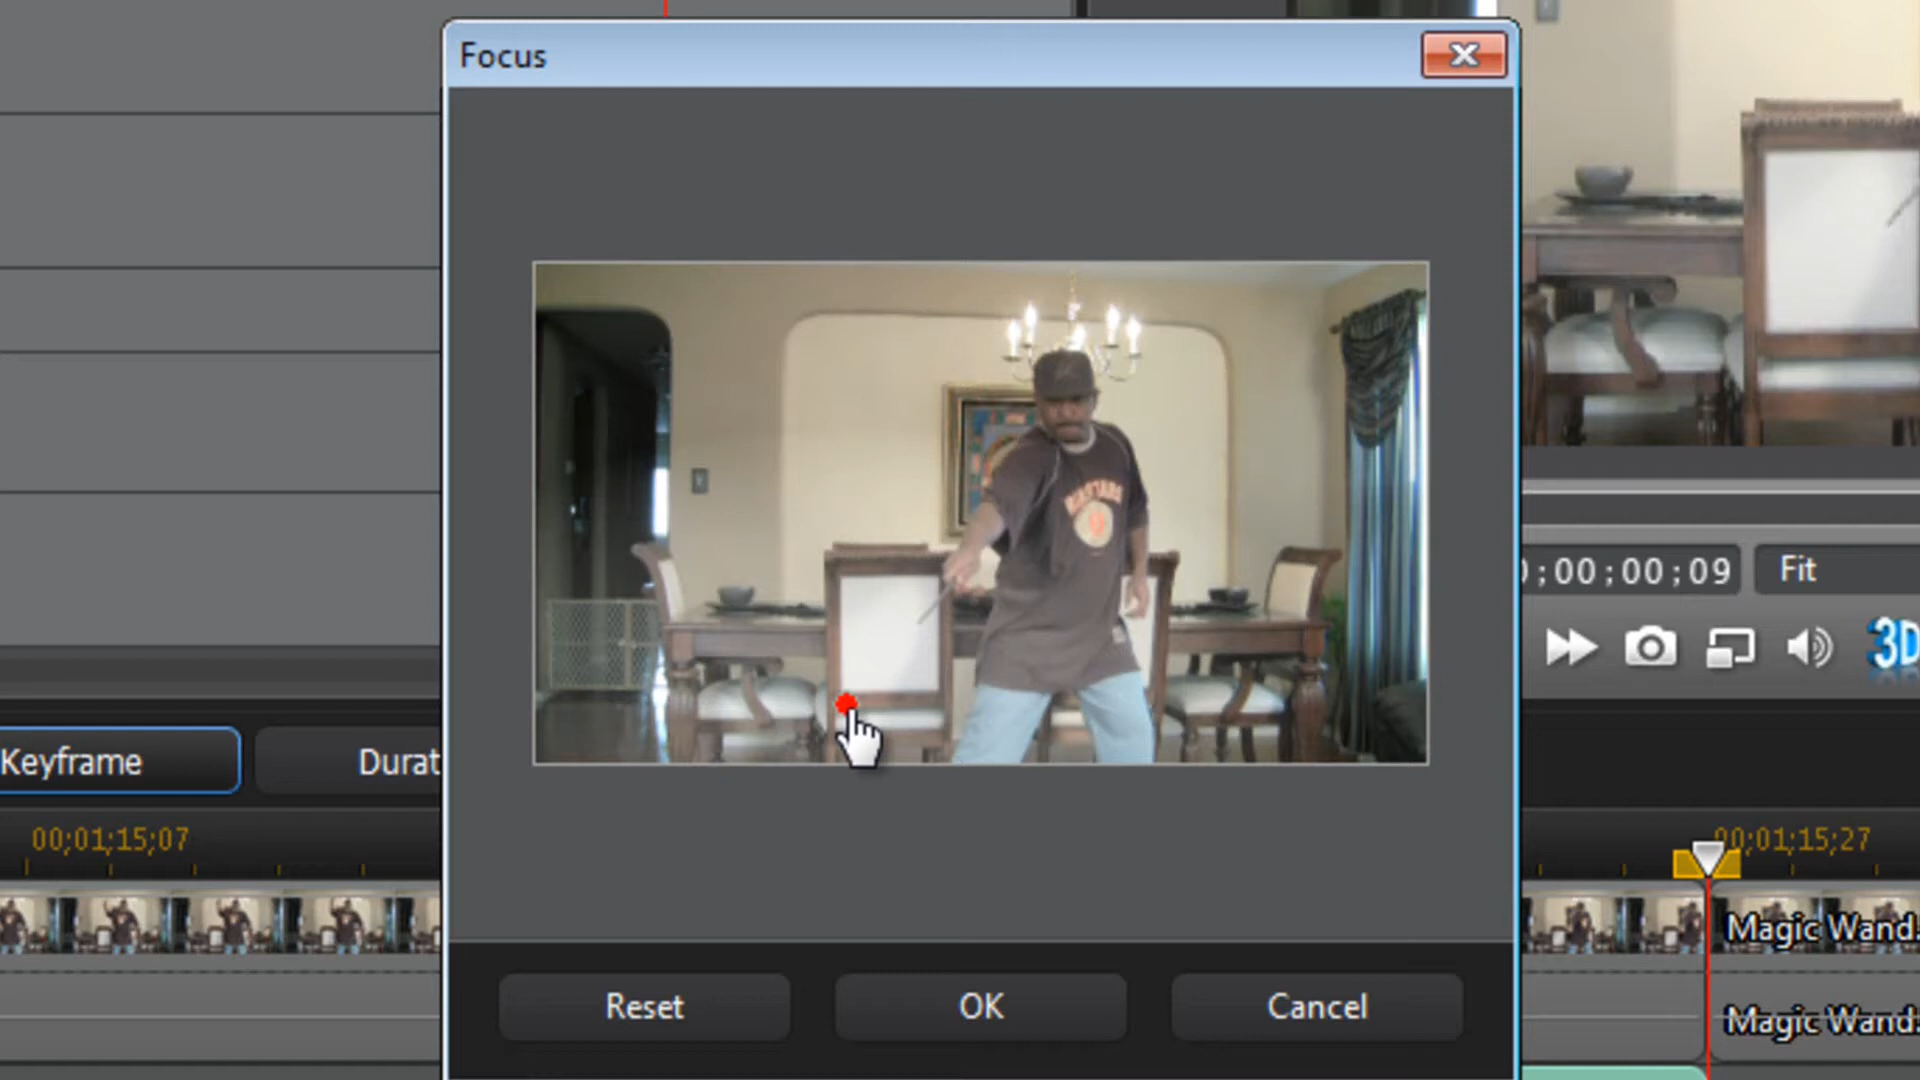 Focus
;00;00;09
Fit
3D
Keyframe
Durat
00;01;15;07
00;01;15;27
Magic Wand.
Magic Wand.
Reset
OK
Cancel